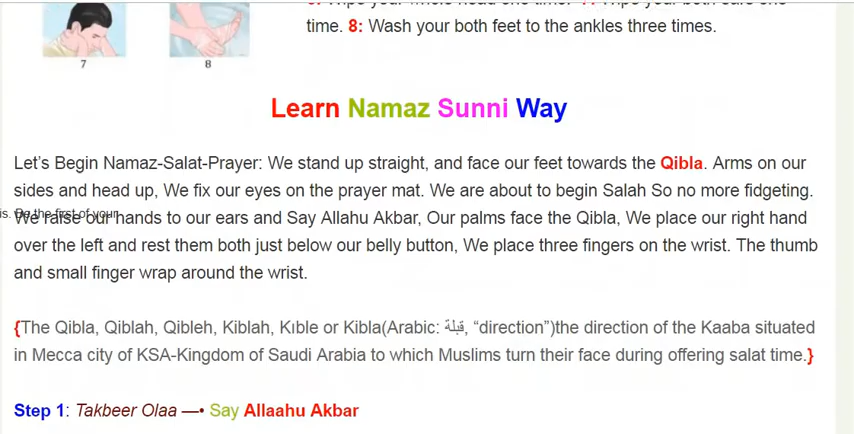 7 8
time. 8: Wash your both feet to the ankles three times.
Learn Namaz Sunni Way
Let’s Begin Namaz-Salat-Prayer: We stand up straight, and face our feet towards the Qibla. Arms on our
sides and head up, We fix our eyes on the prayer mat. We are about to begin Salah So no more fidgeting.
is. Be the first of your
We raise our hands to our ears and Say Allahu Akbar, Our palms face the Qibla, We place our right hand
over the left and rest them both just below our belly button, We place three fingers on the wrist. The thumb
and small finger wrap around the wrist.
{The Qibla, Qiblah, Qibleh, Kiblah, Kıble or Kibla(Arabic: قبلة, “direction”)the direction of the Kaaba situated
in Mecca city of KSA-Kingdom of Saudi Arabia to which Muslims turn their face during offering salat time.}
Step 1: Takbeer Olaa —• Say Allaahu Akbar